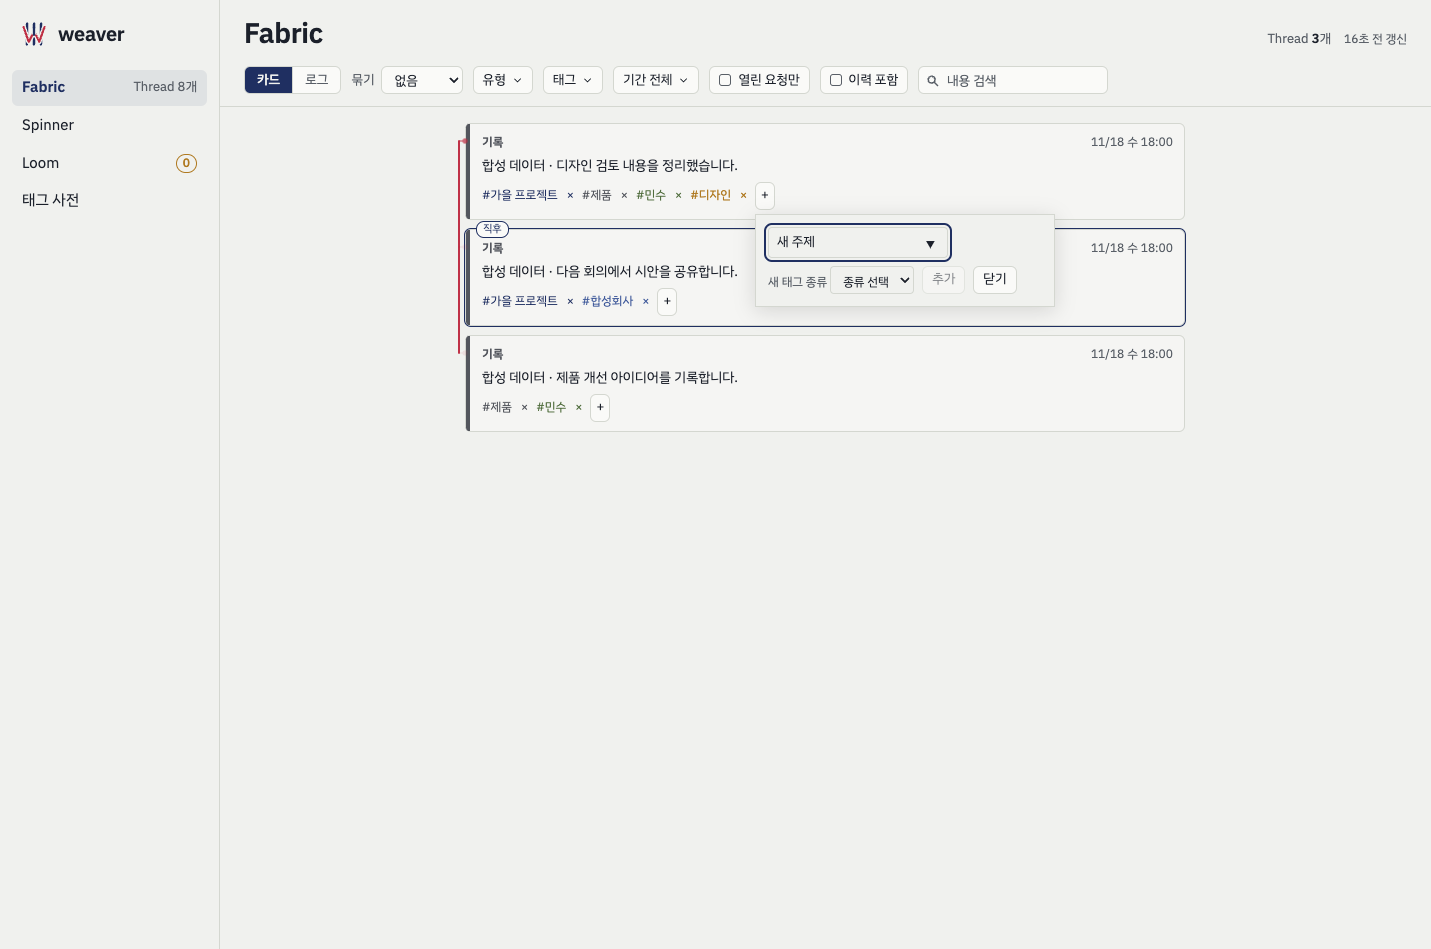 weaver
Fabric Thread 8개
Spinner
Loom 0
태그 사전
Fabric
Thread 3개 16초 전 갱신
카드 로그 묶기 없음 유형 태그 기간 전체 열린 요청만 이력 포함 내용 검색
기록 11/18 수 18:00
합성 데이터 · 디자인 검토 내용을 정리했습니다.
#가을 프로젝트 × #제품 × #민수 × #디자인 × +
새 주제
새 태그 종류 종류 선택 추가 닫기
직후
기록 11/18 수 18:00
합성 데이터 · 다음 회의에서 시안을 공유합니다.
#가을 프로젝트 × #합성회사 × +
기록 11/18 수 18:00
합성 데이터 · 제품 개선 아이디어를 기록합니다.
#제품 × #민수 × +